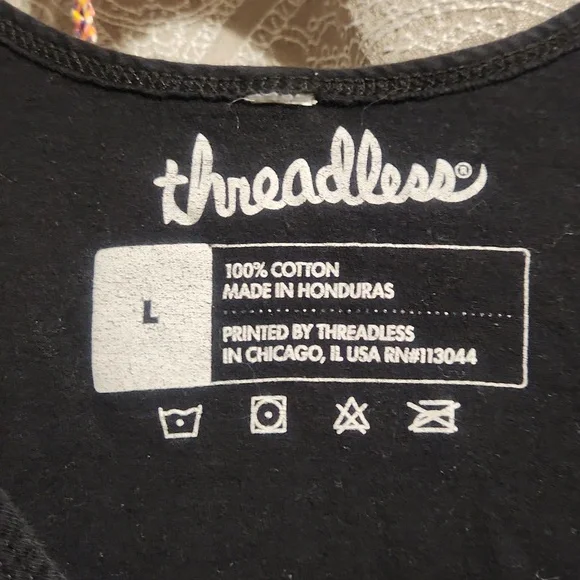 threadless®
L
100% COTTON
MADE IN HONDURAS
PRINTED BY THREADLESS
IN CHICAGO, IL USA RN#113044